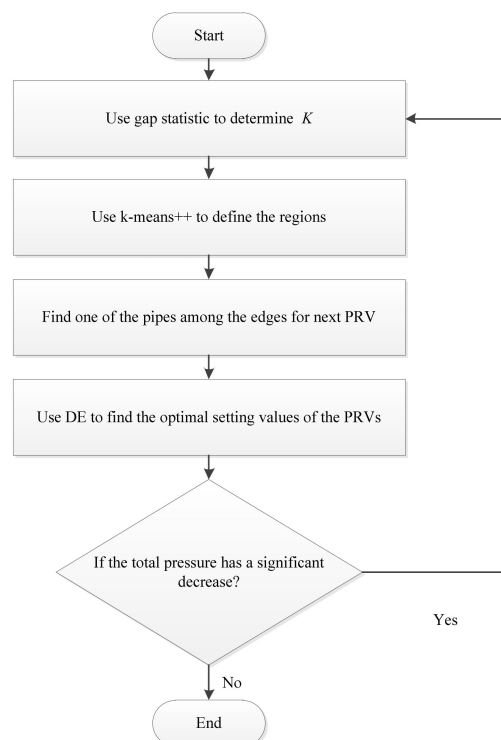 Start
Use gap statistic to determine K
Use k-means++ to define the regions
Find one of the pipes among the edges for next PRV
Use DE to find the optimal setting values of the PRVs
If the total pressure has a significant
decrease?
Yes
No
End